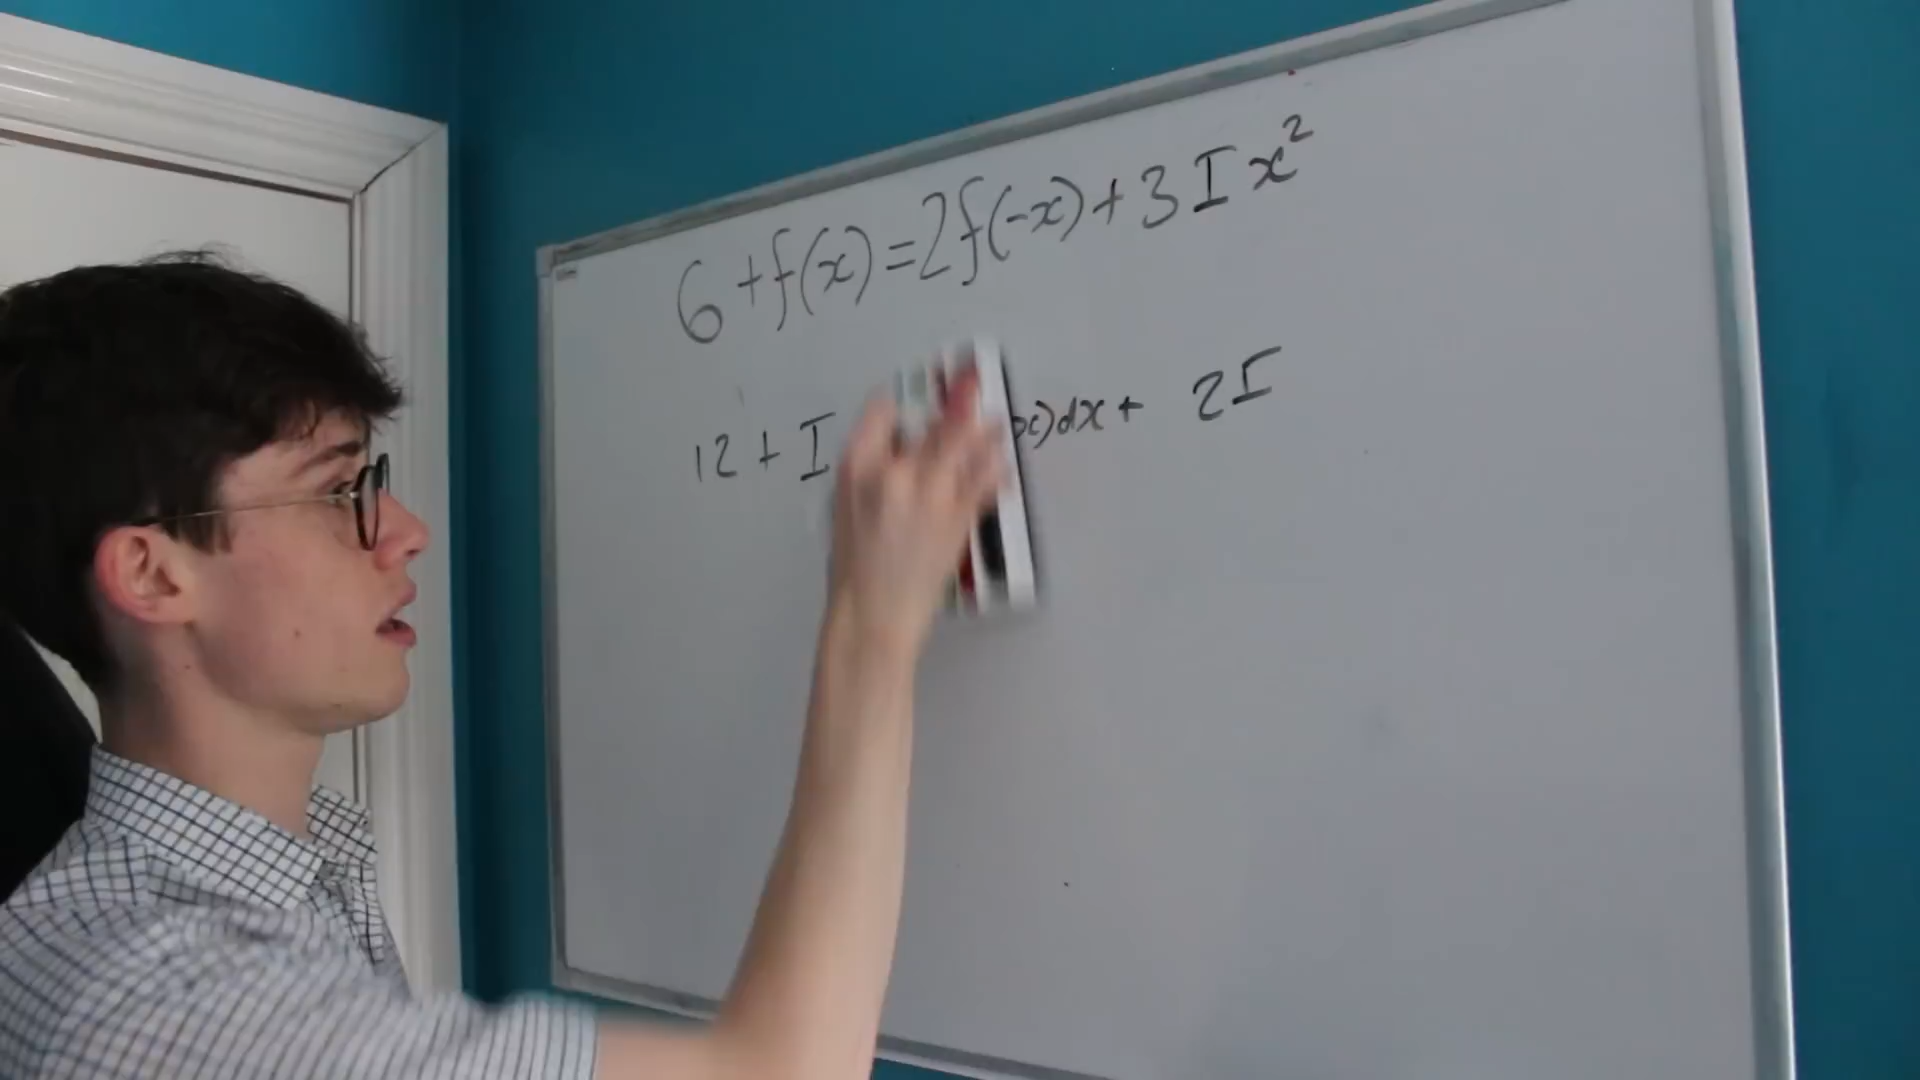 6 + f(x) = 2f(-x) + 3 I x²
12 + I x)dx + 2I